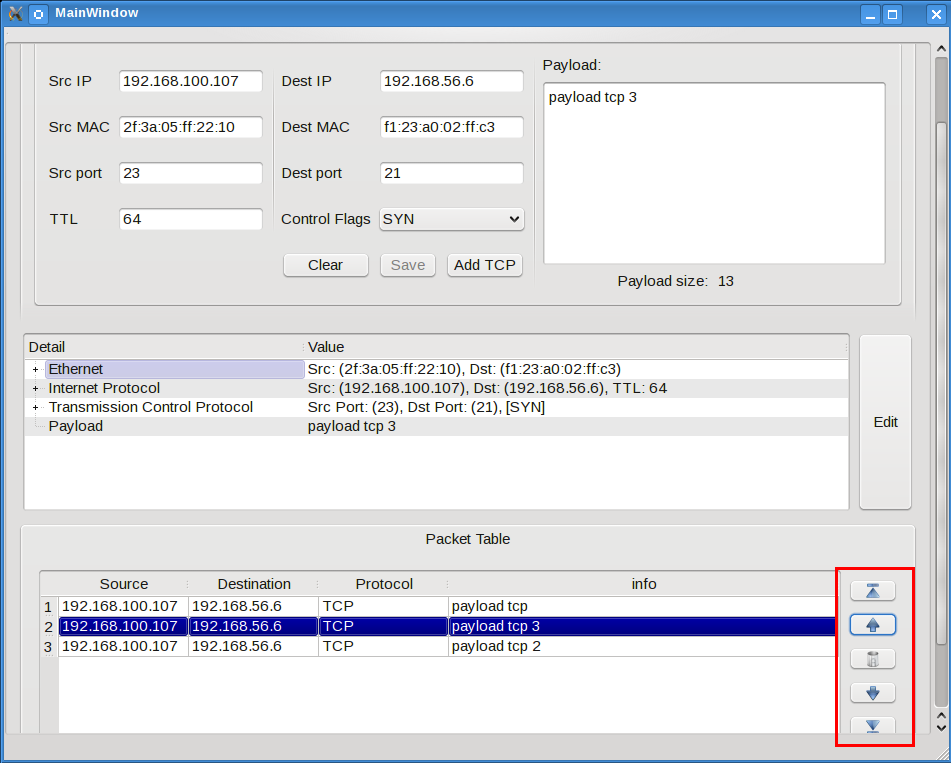 MainWindow
Src IP 192.168.100.107 Dest IP 192.168.56.6 Payload:
payload tcp 3
Src MAC 2f:3a:05:ff:22:10 Dest MAC f1:23:a0:02:ff:c3
Src port 23 Dest port 21
TTL 64 Control Flags SYN
Clear Save Add TCP
Payload size: 13
Detail Value
Ethernet Src: (2f:3a:05:ff:22:10), Dst: (f1:23:a0:02:ff:c3)
Internet Protocol Src: (192.168.100.107), Dst: (192.168.56.6), TTL: 64
Transmission Control Protocol Src Port: (23), Dst Port: (21), [SYN]
Payload payload tcp 3
Edit
Packet Table
Source Destination Protocol info
1 192.168.100.107 192.168.56.6 TCP payload tcp
2 192.168.100.107 192.168.56.6 TCP payload tcp 3
3 192.168.100.107 192.168.56.6 TCP payload tcp 2